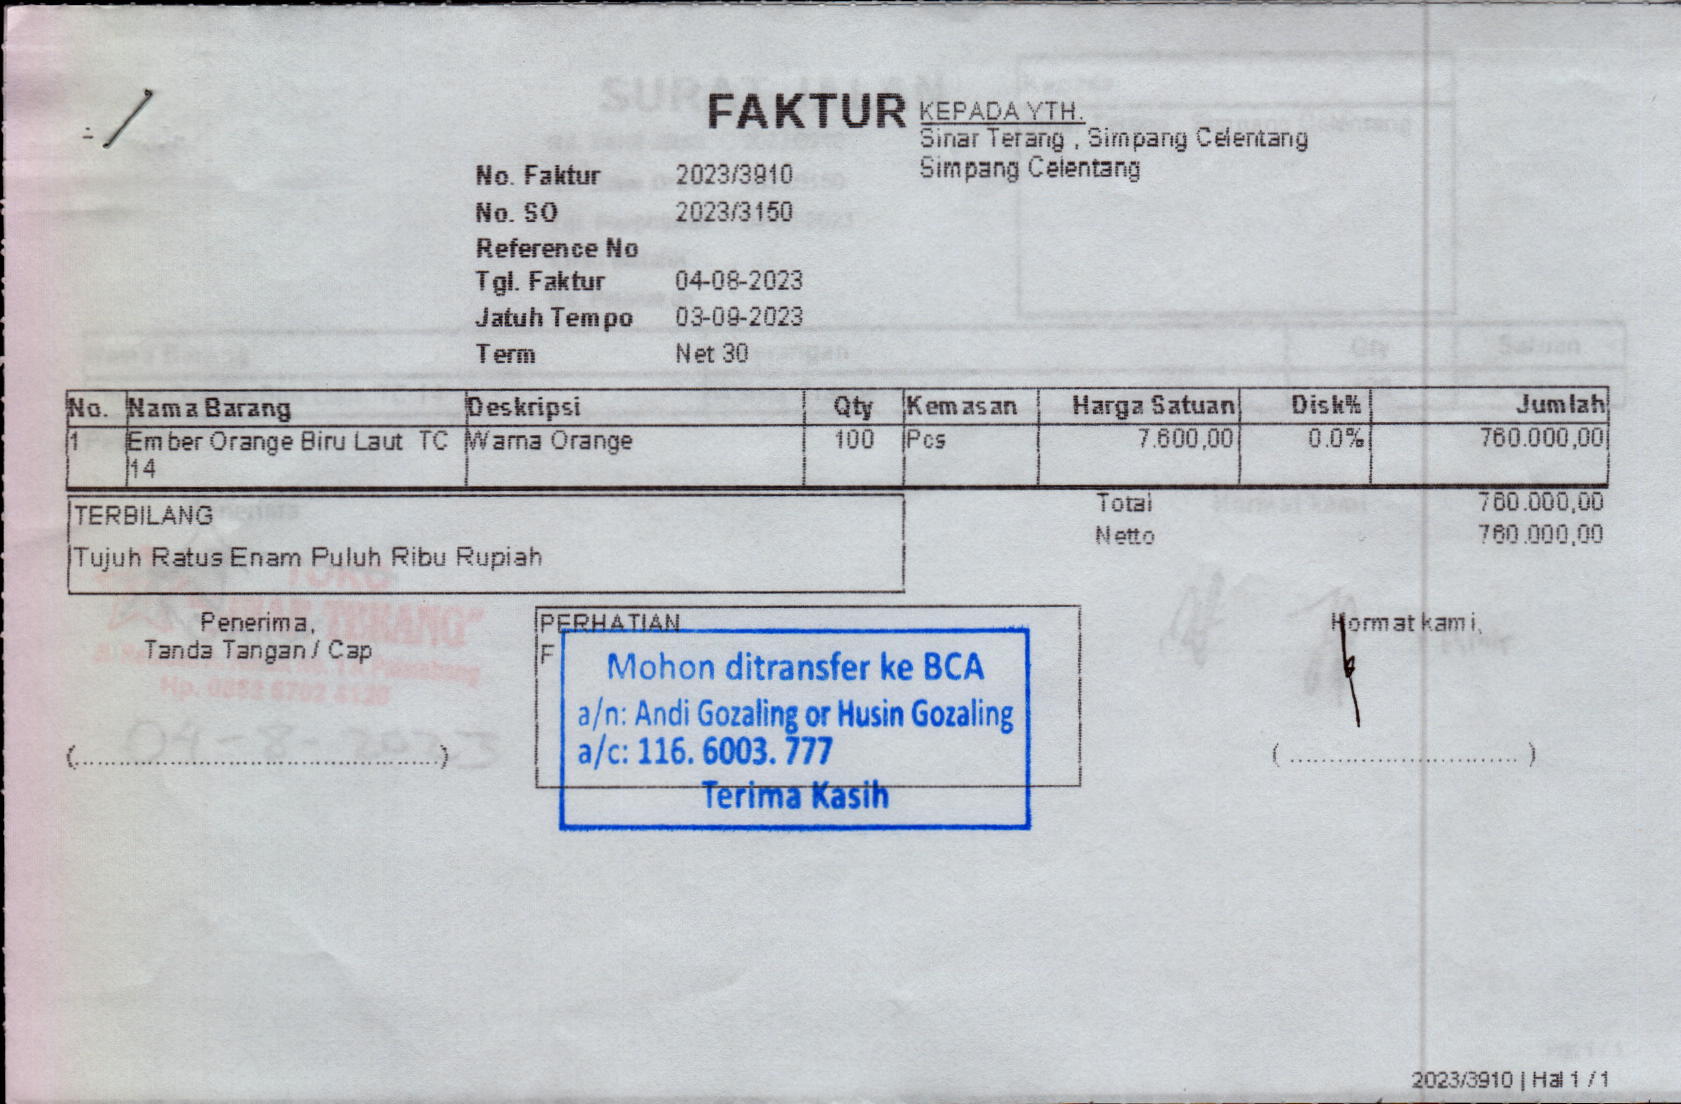 FAKTUR
KEPADA YTH.
Sinar Terang , Simpang Celentang
Simpang Celentang
No. Faktur 2023/3910
No. SO 2023/3150
Reference No
Tgl. Faktur 04-08-2023
Jatuh Tempo 03-09-2023
Term Net 30
No. Nama Barang Deskripsi Qty Kemasan Harga Satuan Disk% Jumlah
1 Ember Orange Biru Laut TC 14 Warna Orange 100 Pcs 7.600,00 0.0% 760.000,00
Total 760.000,00
Netto 760.000,00
TERBILANG
Tujuh Ratus Enam Puluh Ribu Rupiah
Penerima,
Tanda Tangan / Cap
(..........................................)
04-8-2023
PERHATIAN
F
Mohon ditransfer ke BCA
a/n: Andi Gozaling or Husin Gozaling
a/c: 116. 6003. 777
Terima Kasih
Hormat kami,
( ............................ )
2023/3910 | Hal 1 / 1